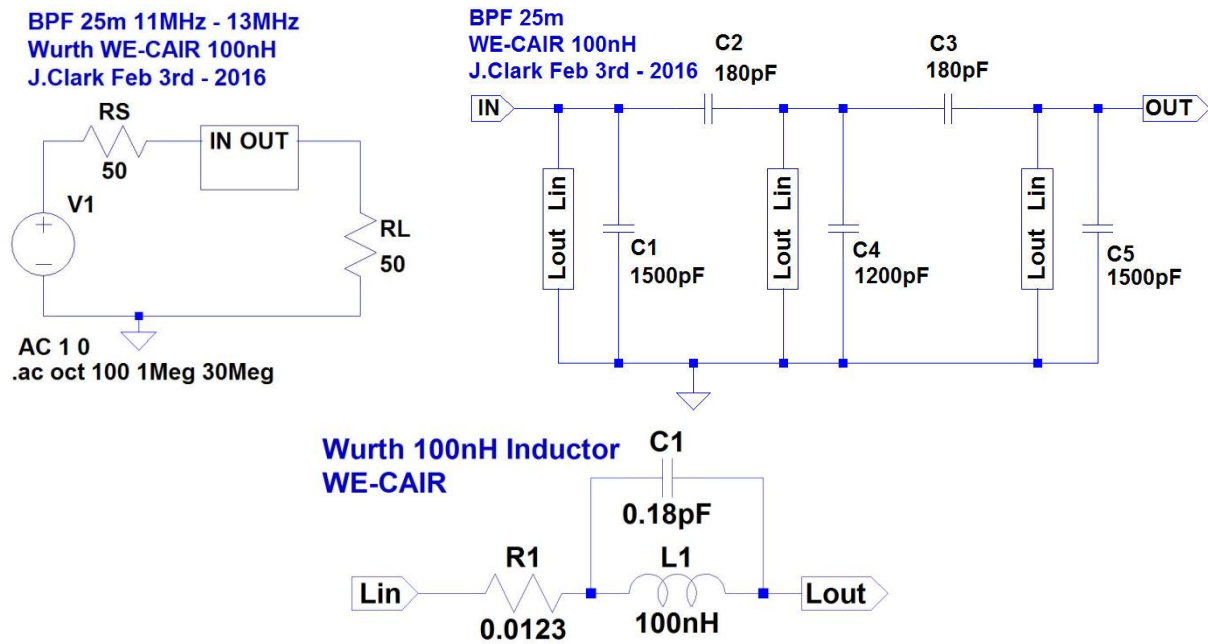 BPF 25m 11MHz - 13MHz
Wurth WE-CAIR 100nH
J.Clark Feb 3rd - 2016
RS
50
IN OUT
V1
RL
50
AC 1 0
.ac oct 100 1Meg 30Meg
BPF 25m
WE-CAIR 100nH
J.Clark Feb 3rd - 2016
C2
180pF
C3
180pF
IN
OUT
Lout Lin
C1
1500pF
Lout Lin
C4
1200pF
Lout Lin
C5
1500pF
Wurth 100nH Inductor
WE-CAIR
C1
0.18pF
R1
L1
Lin
Lout
0.0123
100nH